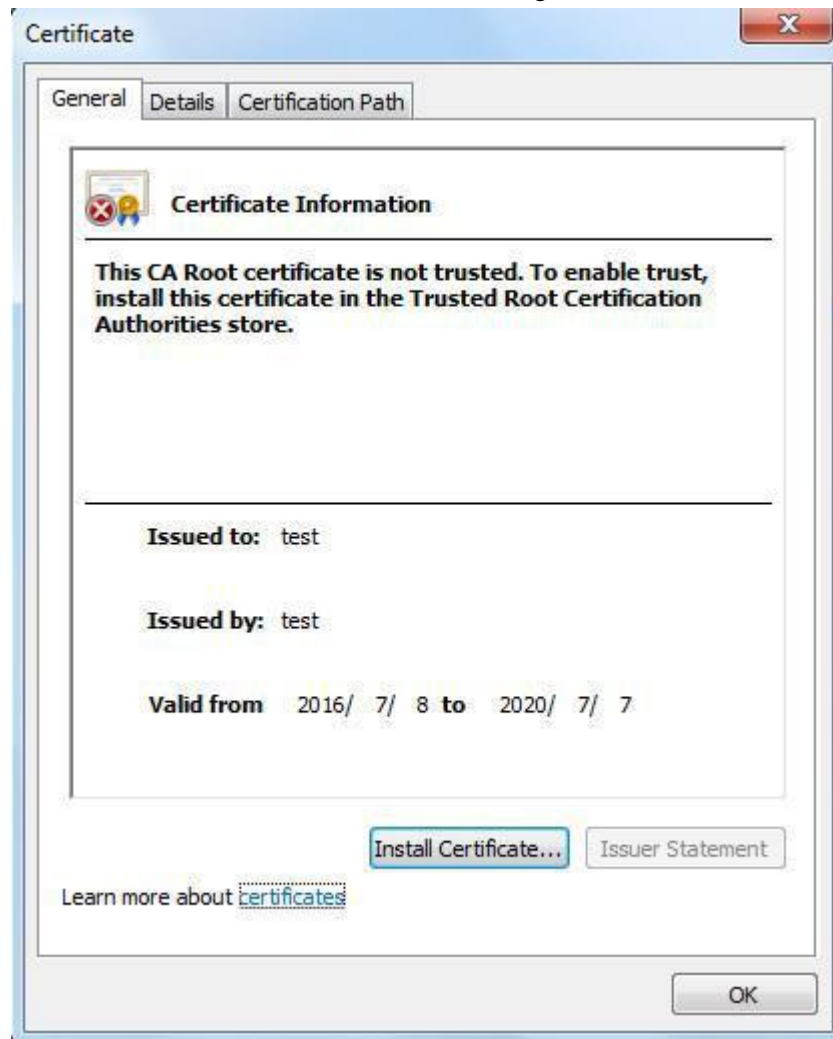 Certificate
General Details Certification Path
Certificate Information
This CA Root certificate is not trusted. To enable trust,
install this certificate in the Trusted Root Certification
Authorities store.
Issued to: test
Issued by: test
Valid from 2016/ 7/ 8 to 2020/ 7/ 7
Install Certificate... Issuer Statement
Learn more about certificates
OK